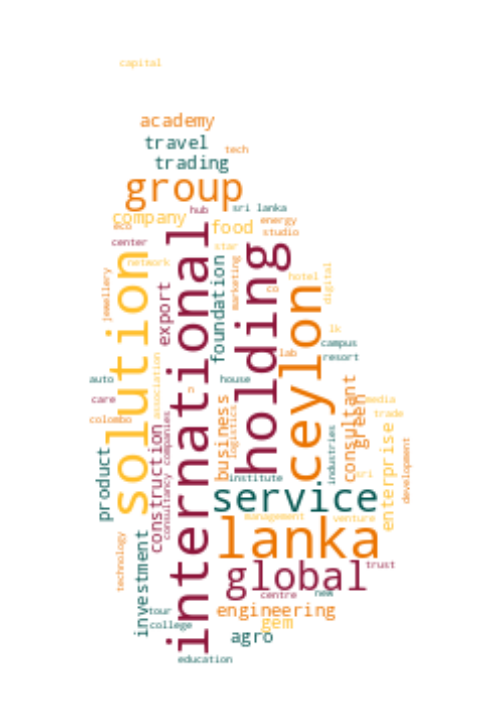 capital
academy
travel
tech
trading
group
hub
sri lanka
company
energy
eco
food
studio
center
star
international
holding
solution
network
foundation
marketing
hotel
digital
jewellery
export
co
ceylon
lk
campus
lab
resort
association
auto
house
n
care
consultant
media
green
trade
colombo
business
logistics
companies
construction
consultancy
industries
enterprise
development
product
institute
sri
service
management
venture
lanka
technology
investment
global
trust
centre
new
tour
engineering
college
gem
agro
education